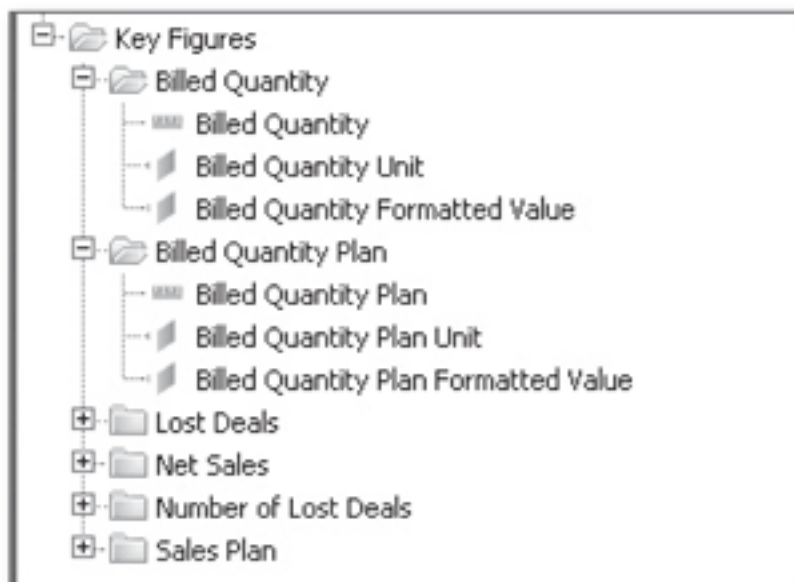 Key Figures
Billed Quantity
Billed Quantity
Billed Quantity Unit
Billed Quantity Formatted Value
Billed Quantity Plan
Billed Quantity Plan
Billed Quantity Plan Unit
Billed Quantity Plan Formatted Value
Lost Deals
Net Sales
Number of Lost Deals
Sales Plan